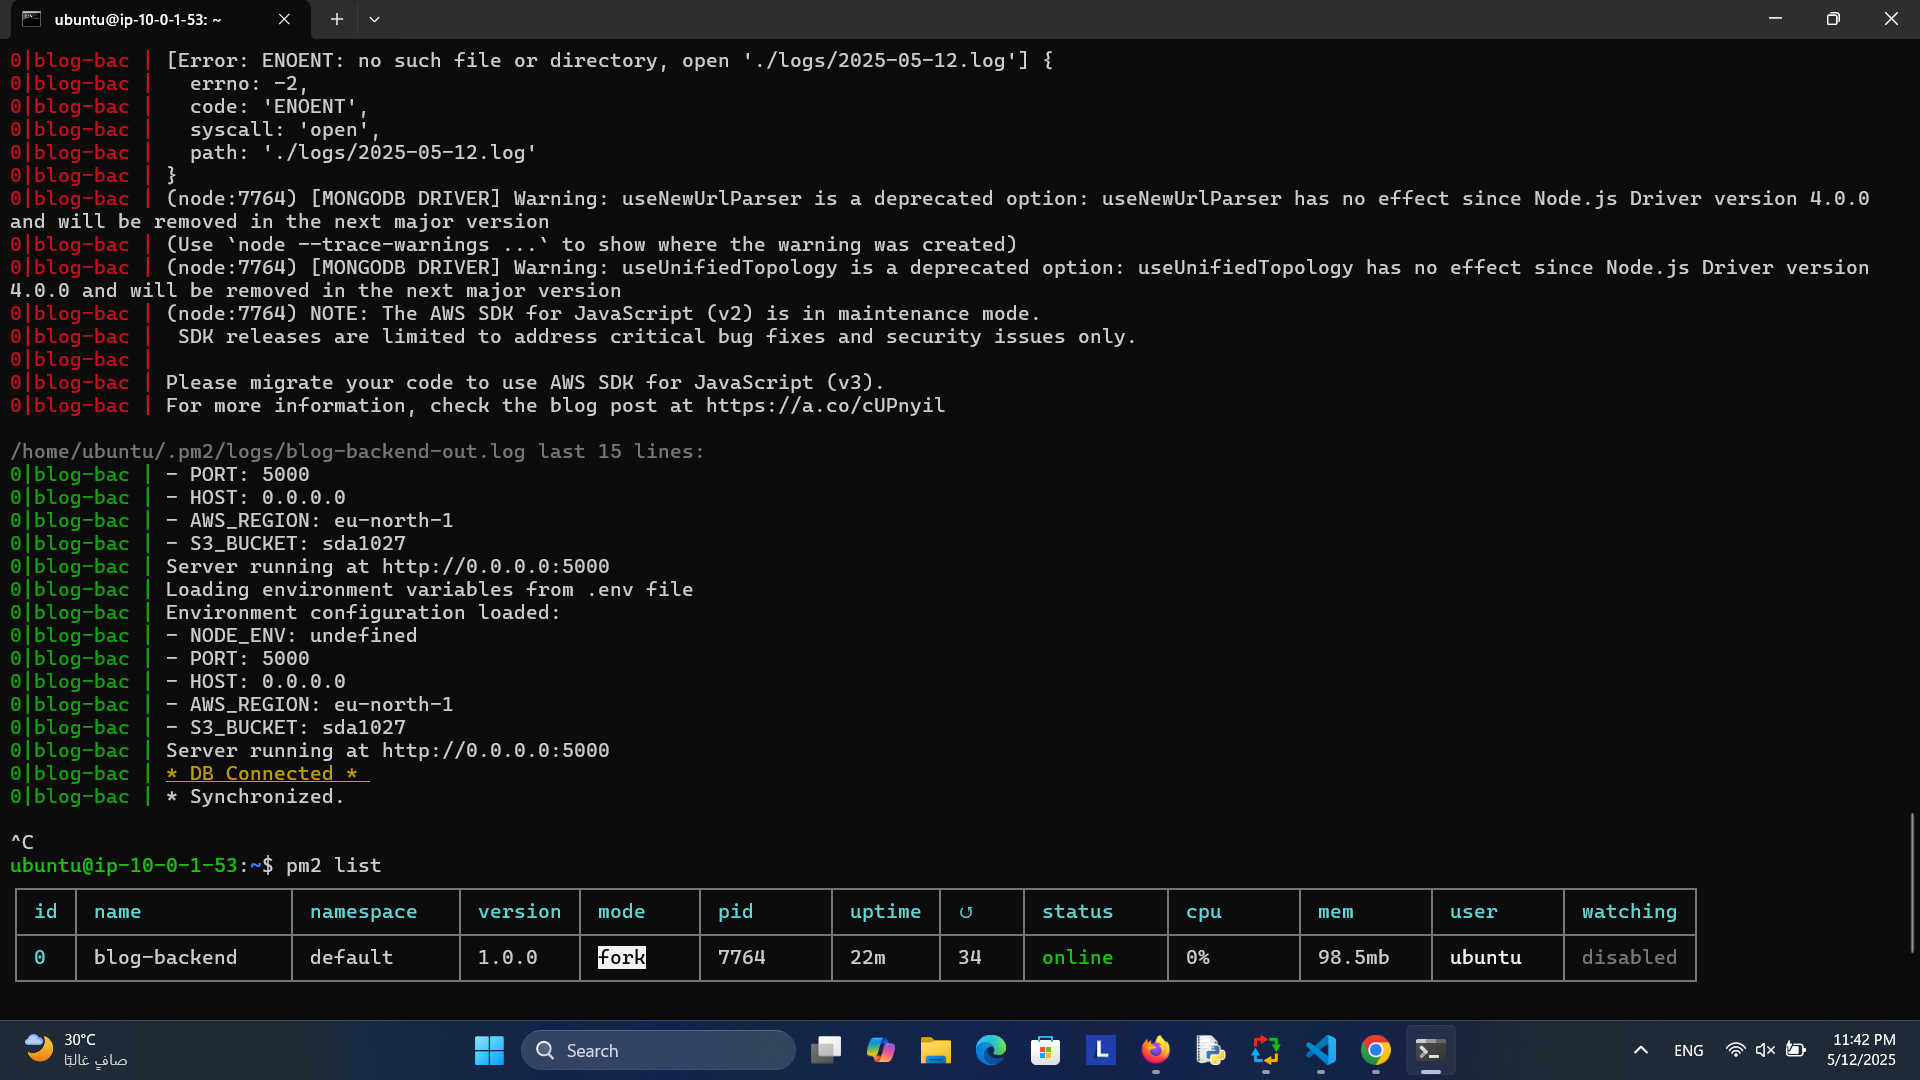 ubuntu@ip-10-0-1-53: ~
0|blog-bac | [Error: ENOENT: no such file or directory, open './logs/2025-05-12.log'] {
0|blog-bac |   errno: -2,
0|blog-bac |   code: 'ENOENT',
0|blog-bac |   syscall: 'open',
0|blog-bac |   path: './logs/2025-05-12.log'
0|blog-bac | }
0|blog-bac | (node:7764) [MONGODB DRIVER] Warning: useNewUrlParser is a deprecated option: useNewUrlParser has no effect since Node.js Driver version 4.0.0
and will be removed in the next major version
0|blog-bac | (Use `node --trace-warnings ...` to show where the warning was created)
0|blog-bac | (node:7764) [MONGODB DRIVER] Warning: useUnifiedTopology is a deprecated option: useUnifiedTopology has no effect since Node.js Driver version
4.0.0 and will be removed in the next major version
0|blog-bac | (node:7764) NOTE: The AWS SDK for JavaScript (v2) is in maintenance mode.
0|blog-bac |  SDK releases are limited to address critical bug fixes and security issues only.
0|blog-bac |
0|blog-bac | Please migrate your code to use AWS SDK for JavaScript (v3).
0|blog-bac | For more information, check the blog post at https://a.co/cUPnyil
/home/ubuntu/.pm2/logs/blog-backend-out.log last 15 lines:
0|blog-bac | - PORT: 5000
0|blog-bac | - HOST: 0.0.0.0
0|blog-bac | - AWS_REGION: eu-north-1
0|blog-bac | - S3_BUCKET: sda1027
0|blog-bac | Server running at http://0.0.0.0:5000
0|blog-bac | Loading environment variables from .env file
0|blog-bac | Environment configuration loaded:
0|blog-bac | - NODE_ENV: undefined
0|blog-bac | - PORT: 5000
0|blog-bac | - HOST: 0.0.0.0
0|blog-bac | - AWS_REGION: eu-north-1
0|blog-bac | - S3_BUCKET: sda1027
0|blog-bac | Server running at http://0.0.0.0:5000
0|blog-bac | * DB Connected *
0|blog-bac | * Synchronized.
^C
ubuntu@ip-10-0-1-53:~$ pm2 list
id name namespace version mode pid uptime ↺ status cpu mem user watching
0 blog-backend default 1.0.0 fork 7764 22m 34 online 0% 98.5mb ubuntu disabled
30°C
صافٍ غالبًا
Search
L
ENG
11:42 PM
5/12/2025